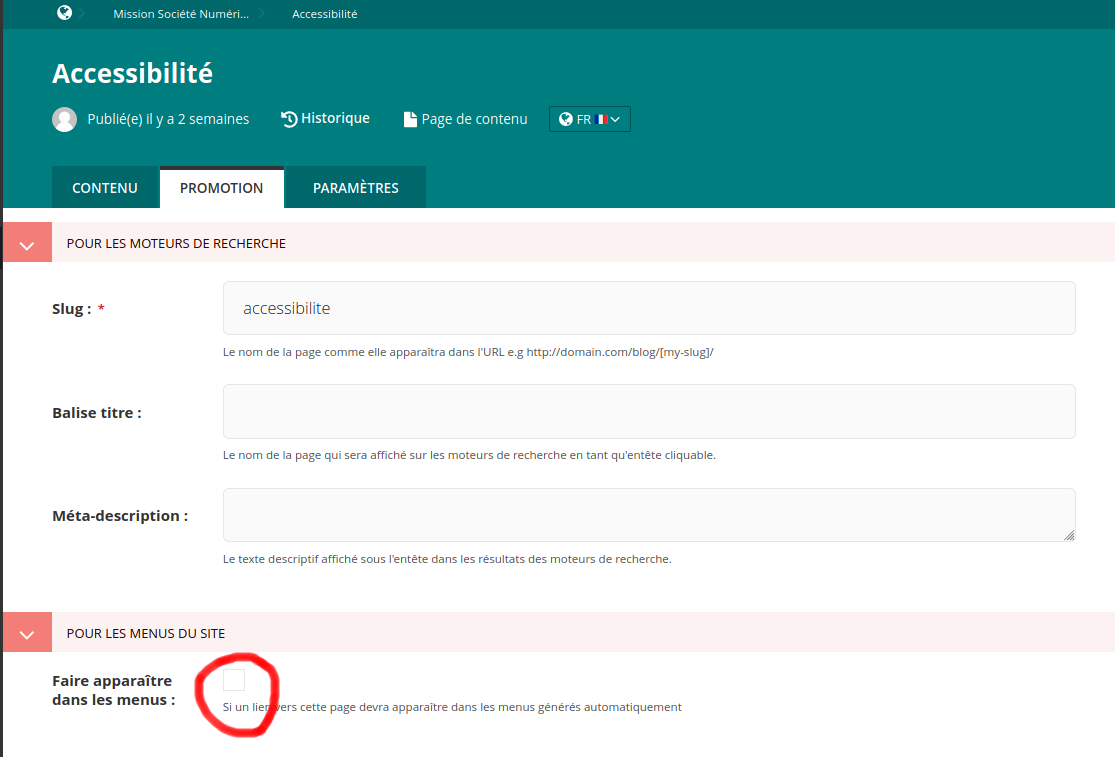 Mission Société Numéri... Accessibilité
Accessibilité
Publié(e) il y a 2 semaines Historique Page de contenu FR
CONTENU PROMOTION PARAMÈTRES
POUR LES MOTEURS DE RECHERCHE
Slug : * accessibilite
Le nom de la page comme elle apparaîtra dans l'URL e.g http://domain.com/blog/[my-slug]/
Balise titre :
Le nom de la page qui sera affiché sur les moteurs de recherche en tant qu'entête cliquable.
Méta-description :
Le texte descriptif affiché sous l'entête dans les résultats des moteurs de recherche.
POUR LES MENUS DU SITE
Faire apparaître
dans les menus :
Si un lien vers cette page devra apparaître dans les menus générés automatiquement